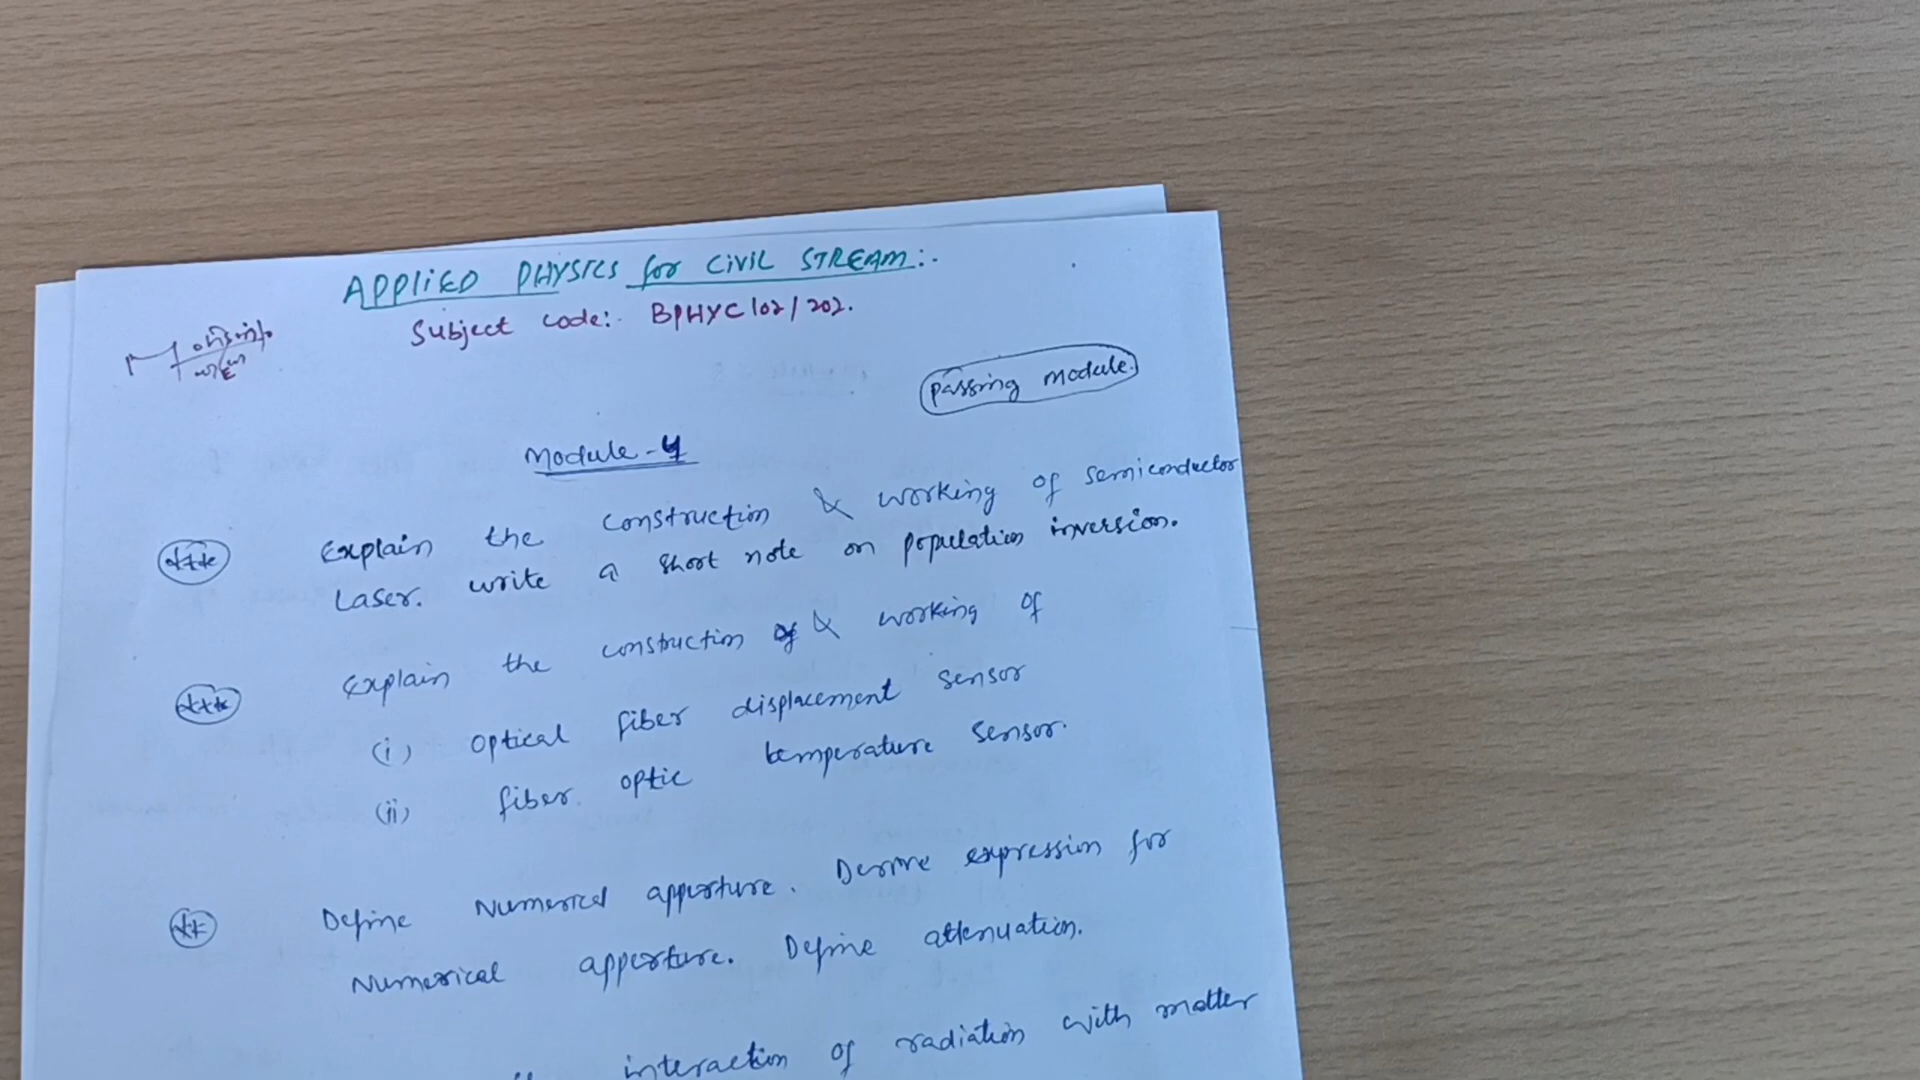 APPLIED PHYSICS for CIVIL STREAM:-
Subject code:- BPHYC102/202.
passing module.
Module-4
*** Explain the construction & working of semiconductor
Laser. write a short note on population inversion.
*** Explain the construction & working of
(i) optical fiber displacement sensor
(ii) fiber optic temperature sensor.
** Define Numerical apperture. Derive expression for
Numerical apperture. Define attenuation.
interaction of radiation with matter